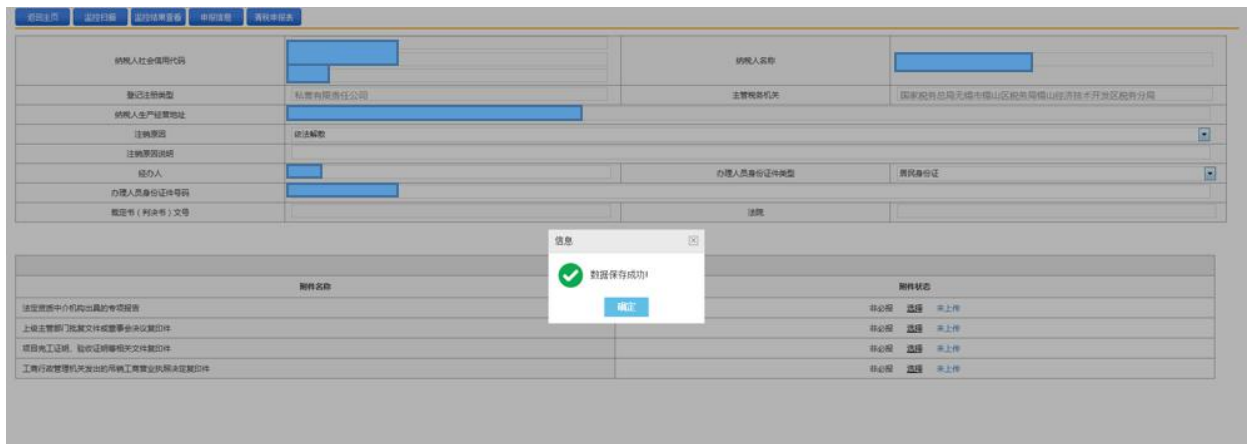 返回主页 监控扫描 监控结果查看 申报信息 清税申报表
纳税人社会信用代码 纳税人名称
登记注册类型 私营有限责任公司 主管税务机关 国家税务总局无锡市锡山区税务局锡山经济技术开发区税务分局
纳税人生产经营地址
注销原因 依法解散
注销原因说明
经办人 办理人员身份证件类型 居民身份证
办理人员身份证件号码
裁定书(判决书)文号 法院
信息
数据保存成功!
确定
附件名称 附件状态
法定资质中介机构出具的专项报告 非必报 选择 未上传
上级主管部门批复文件或董事会决议复印件 非必报 选择 未上传
项目完工证明、验收证明等相关文件复印件 非必报 选择 未上传
工商行政管理机关发出的吊销工商营业执照决定复印件 非必报 选择 未上传